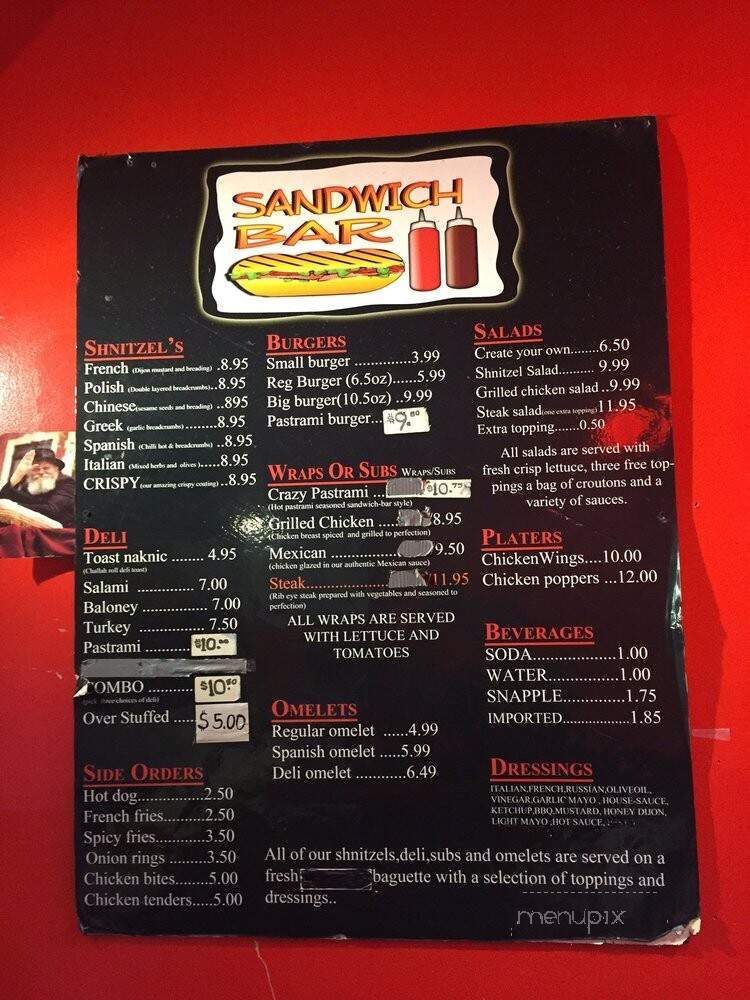 SANDWICH
BAR
SHNITZEL'S
French (Dijon mustard and breading) .8.95
Polish (Double layered breadcrumbs)...8.95
Chinese(sesame seeds and breading) ..895
Greek (garlic breadcrumbs) ........8.95
Spanish (Chilli hot & breadcrumbs) ..8.95
Italian (Mixed herbs and olives ).....8.95
CRISPY(our amazing crispy coating) ..8.95
DELI
Toast naknic ........ 4.95
(Challah roll deli toast)
Salami .............. 7.00
Baloney ............. 7.00
Turkey .............. 7.50
Pastrami ......... $10.00
COMBO .......... $10.50
three choices of deli)
Over Stuffed ..... $5.00
SIDE ORDERS
Hot dog..............2.50
French fries.........2.50
Spicy fries...........3.50
Onion rings ........3.50
Chicken bites........5.00
Chicken tenders.....5.00
BURGERS
Small burger .............3.99
Reg Burger (6.5oz)......5.99
Big burger(10.5oz) ..9.99
Pastrami burger... $9.50
WRAPS OR SUBS WRAPS/SUBS
Crazy Pastrami ... $10.75
(Hot pastrami seasoned sandwich-bar style)
Grilled Chicken ..... /8.95
(Chicken breast spiced and grilled to perfection)
Mexican ................ /9.50
(chicken glazed in our authentic Mexican sauce)
Steak.................... /11.95
(Rib eye steak prepared with vegetables and seasoned to
perfection)
ALL WRAPS ARE SERVED
WITH LETTUCE AND
TOMATOES
OMELETS
Regular omelet ......4.99
Spanish omelet .....5.99
Deli omelet ............6.49
SALADS
Create your own........6.50
Shnitzel Salad.......... 9.99
Grilled chicken salad ..9.99
Steak salad(one extra topping) 11.95
Extra topping.......0.50
All salads are served with
fresh crisp lettuce, three free top-
pings a bag of croutons and a
variety of sauces.
PLATERS
ChickenWings....10.00
Chicken poppers ...12.00
BEVERAGES
SODA....................1.00
WATER..................1.00
SNAPPLE..............1.75
IMPORTED.................1.85
DRESSINGS
ITALIAN,FRENCH,RUSSIAN,OLIVEOIL,
VINEGAR,GARLIC MAYO , HOUSE-SAUCE,
KETCHUP,BBQ,MUSTARD, HONEY DIJON,
LIGHT MAYO ,HOT SAUCE,
All of our shnitzels,deli,subs and omelets are served on a
fresh baguette with a selection of toppings and
dressings..
menupix